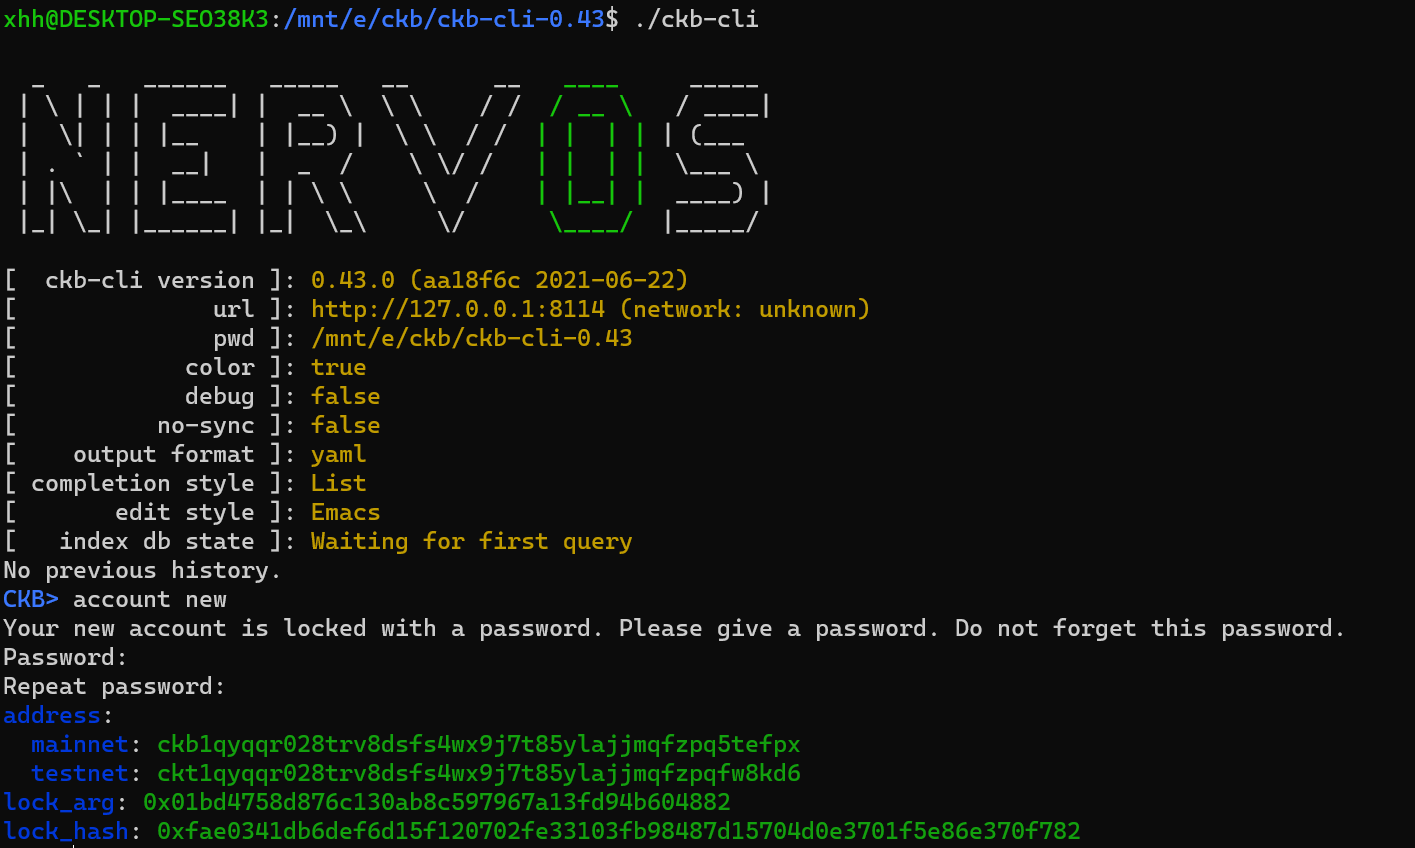 xhh@DESKTOP-SEO38K3:/mnt/e/ckb/ckb-cli-0.43$ ./ckb-cli
NERVOS
[  ckb-cli version ]: 0.43.0 (aa18f6c 2021-06-22)
[              url ]: http://127.0.0.1:8114 (network: unknown)
[              pwd ]: /mnt/e/ckb/ckb-cli-0.43
[            color ]: true
[            debug ]: false
[          no-sync ]: false
[    output format ]: yaml
[ completion style ]: List
[       edit style ]: Emacs
[   index db state ]: Waiting for first query
No previous history.
CKB> account new
Your new account is locked with a password. Please give a password. Do not forget this password.
Password:
Repeat password:
address:
  mainnet: ckb1qyqqr028trv8dsfs4wx9j7t85ylajjmqfzpq5tefpx
  testnet: ckt1qyqqr028trv8dsfs4wx9j7t85ylajjmqfzpqfw8kd6
lock_arg: 0x01bd4758d876c130ab8c597967a13fd94b604882
lock_hash: 0xfae0341db6def6d15f120702fe33103fb98487d15704d0e3701f5e86e370f782